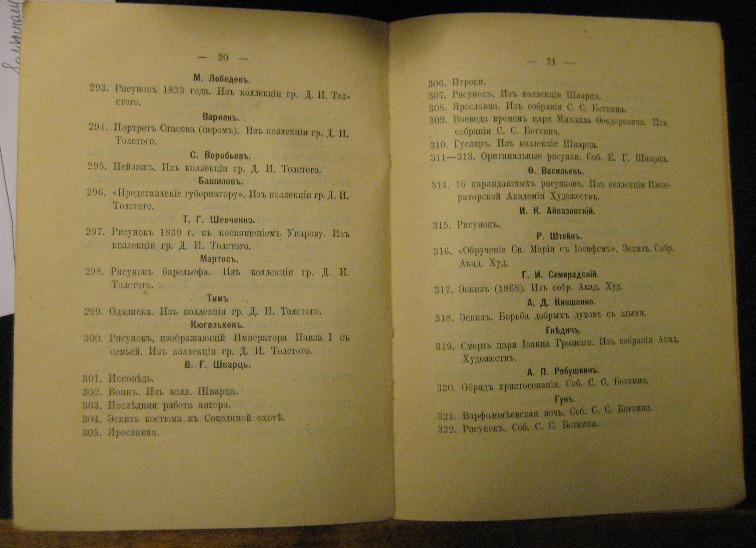 — 20 —
М. Лебедевъ.
293. Рисунокъ 1833 года. Изъ коллекціи гр. Д. И. Тол-
стого.
Варнекъ.
294. Портретъ Стасова (перомъ). Изъ коллекціи гр. Д. И.
Толстого.
С. Воробьевъ.
295. Пейзажъ. Изъ коллекціи гр. Д. И. Толстого.
Башиловъ.
296. «Представленіе губернатору». Изъ коллекціи гр. Д. И.
Толстого.
Т. Г. Шевченко.
297. Рисунокъ 1830 г. съ посвященіемъ Уварову. Изъ
коллекціи гр. Д. И. Толстого.
Мартосъ.
298. Рисунокъ барельефа. Изъ коллекціи гр. Д. И.
Толстого.
Тимъ
299. Одалиска. Изъ коллекціи гр. Д. И. Толстого.
Кюгельхенъ.
300. Рисунокъ, изображающій Императора Павла I съ
семьей. Изъ коллекціи гр. Д. И. Толстого.
В. Г. Шварцъ.
301. Исповѣдь.
302. Воинъ. Изъ колл. Шварца.
303. Послѣдняя работа автора.
304. Эскизъ костюма къ Соколиной охотѣ.
305. Ярославна.
— 21 —
306. Игроки.
307. Рисунокъ. Изъ коллекціи Шварца.
308. Ярославна. Изъ собранія С. С. Боткина.
309. Воевода временъ царя Михаила Ѳеодоровича. Изъ
собранія С. С. Боткина.
310. Гусляръ. Изъ коллекціи Шварца.
311—313. Оригинальные рисунки. Соб. Е. Г. Шварца.
Ѳ. Васильевъ.
314. 16 карандашныхъ рисунковъ. Изъ коллекціи Импе-
раторской Академіи Художествъ.
И. К. Айвазовскій.
315. Рисунокъ.
Р. Штейнъ.
316. «Обрученіе Св. Маріи съ Іосифомъ». Эскизъ. Собр.
Акад. Худ.
Г. И. Семирадскій.
317. Эскизъ (1868). Изъ собр. Акад. Худ.
А. Д. Кившенко.
318. Эскизъ. Борьба добрыхъ духовъ съ злыми.
Гнѣдичъ.
319. Смерть царя Іоанна Грознаго. Изъ собранія Акад.
Художествъ.
А. П. Рябушкинъ.
320. Обрядъ христосованія. Соб. С. С. Боткина.
Гунъ.
321. Варфоломеевская ночь. Соб. С. С. Боткина.
322. Рисунокъ. Соб. С. С. Боткина.